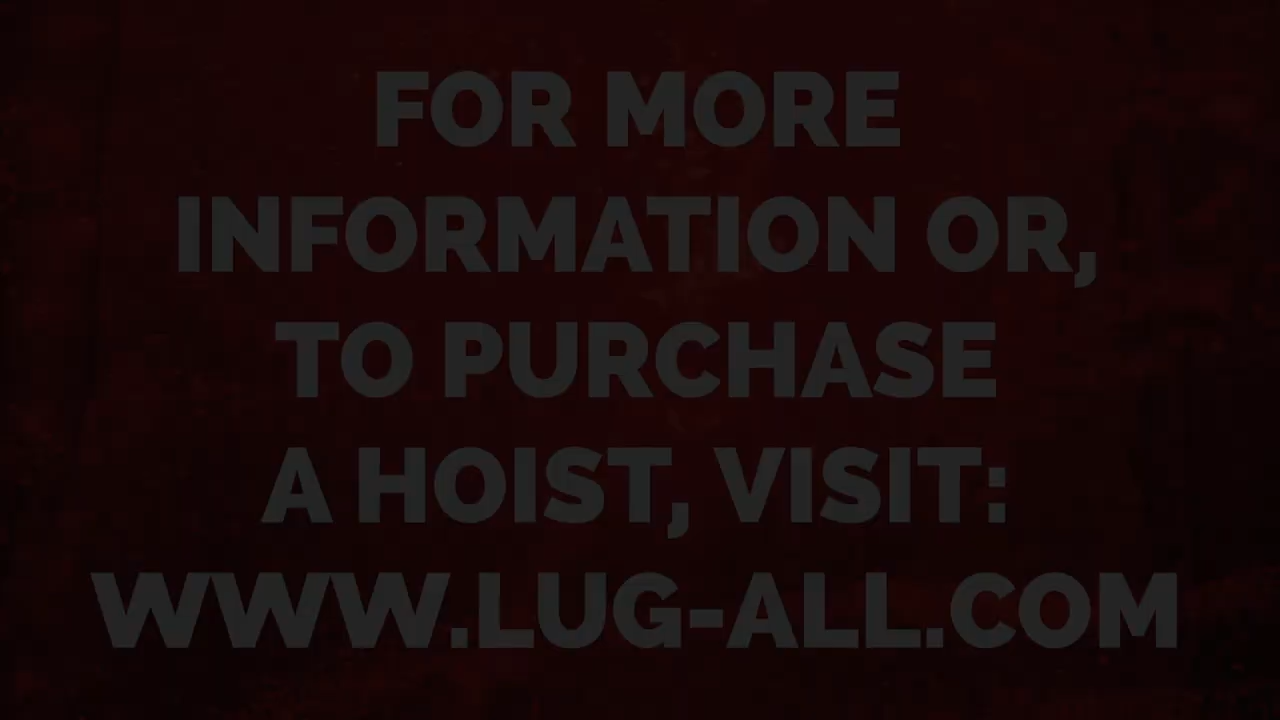 FOR MORE
INFORMATION OR,
TO PURCHASE
A HOIST, VISIT:
WWW.LUG-ALL.COM